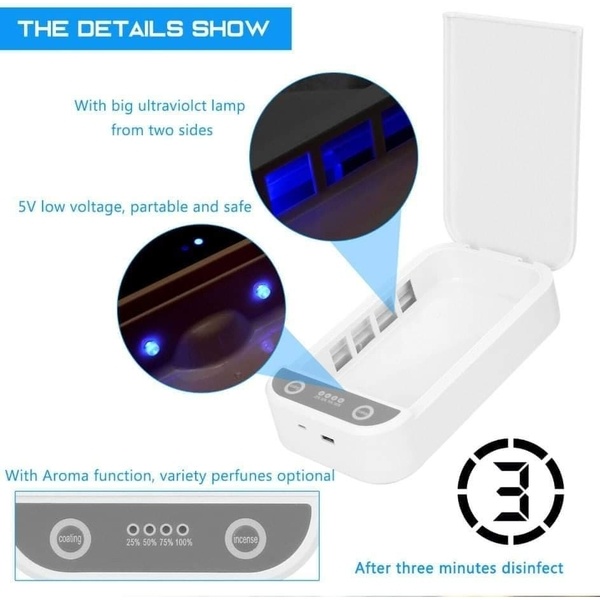 THE DETAILS SHOW
With big ultraviolct lamp
from two sides
5V low voltage, partable and safe
With Aroma function, variety perfunes optional
coating
25% 50% 75% 100%
incense
3
After three minutes disinfect